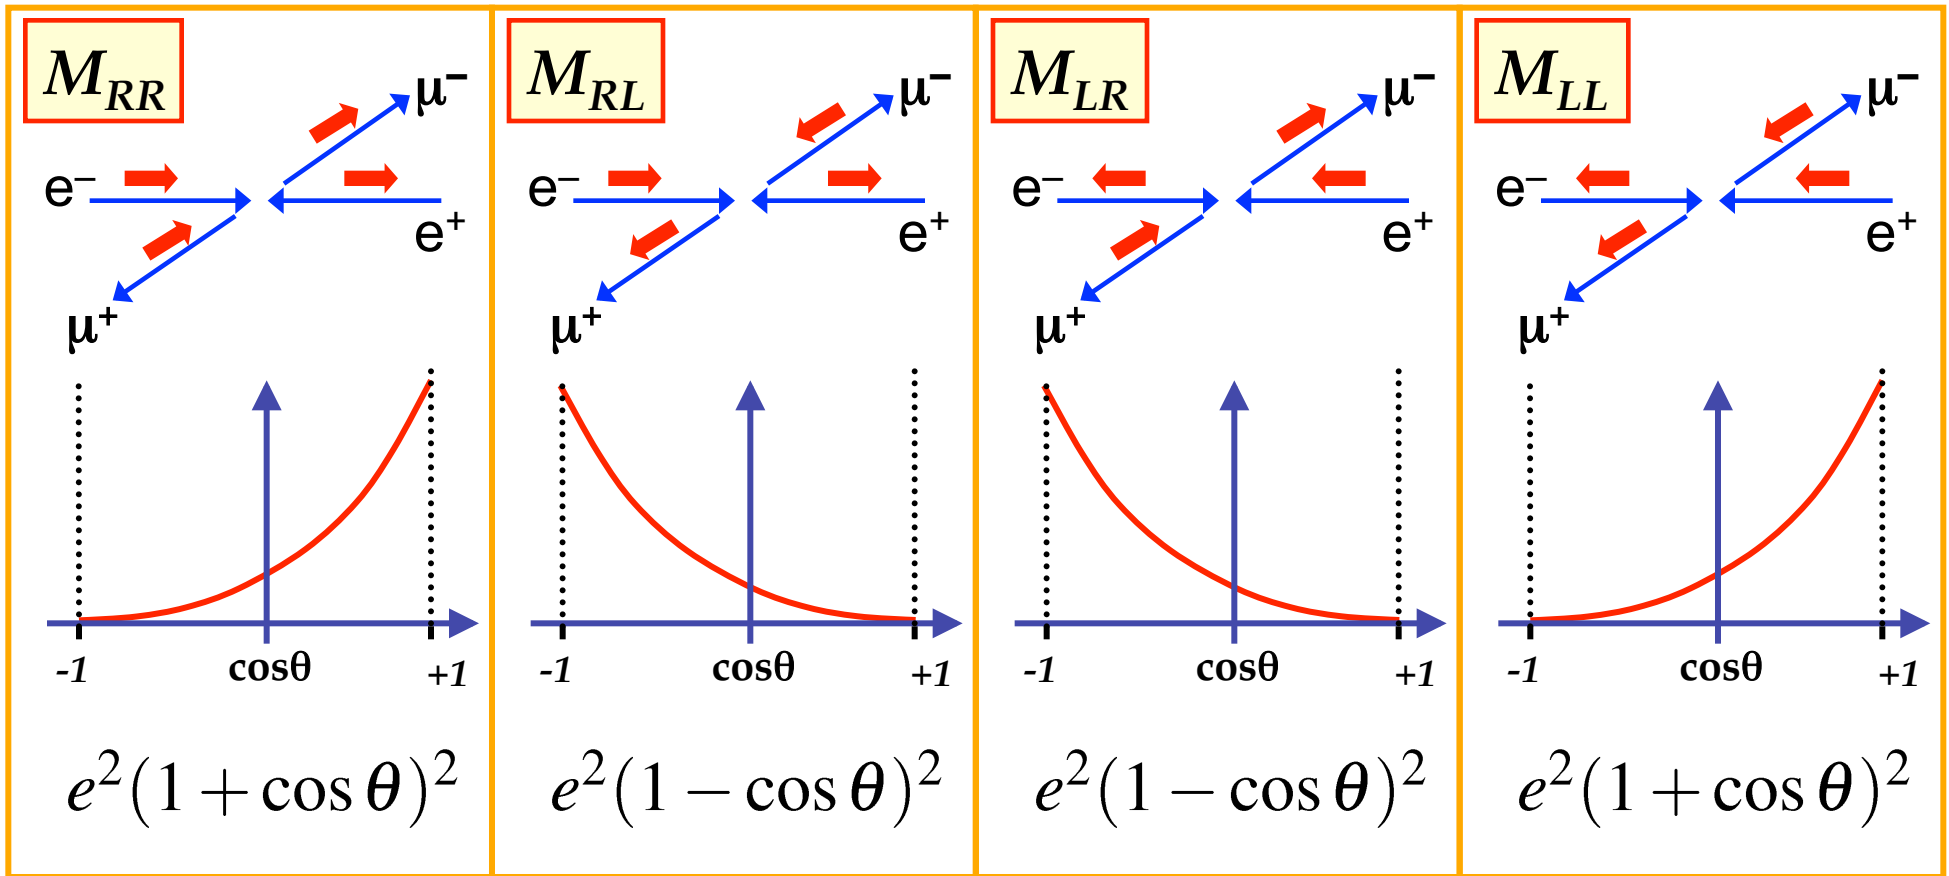 M_RR
μ−
e−
e+
μ+
-1
cosθ
+1
e²(1 + cos θ)²
M_RL
μ−
e−
e+
μ+
-1
cosθ
+1
e²(1 − cos θ)²
M_LR
μ−
e−
e+
μ+
-1
cosθ
+1
e²(1 − cos θ)²
M_LL
μ−
e−
e+
μ+
-1
cosθ
+1
e²(1 + cos θ)²